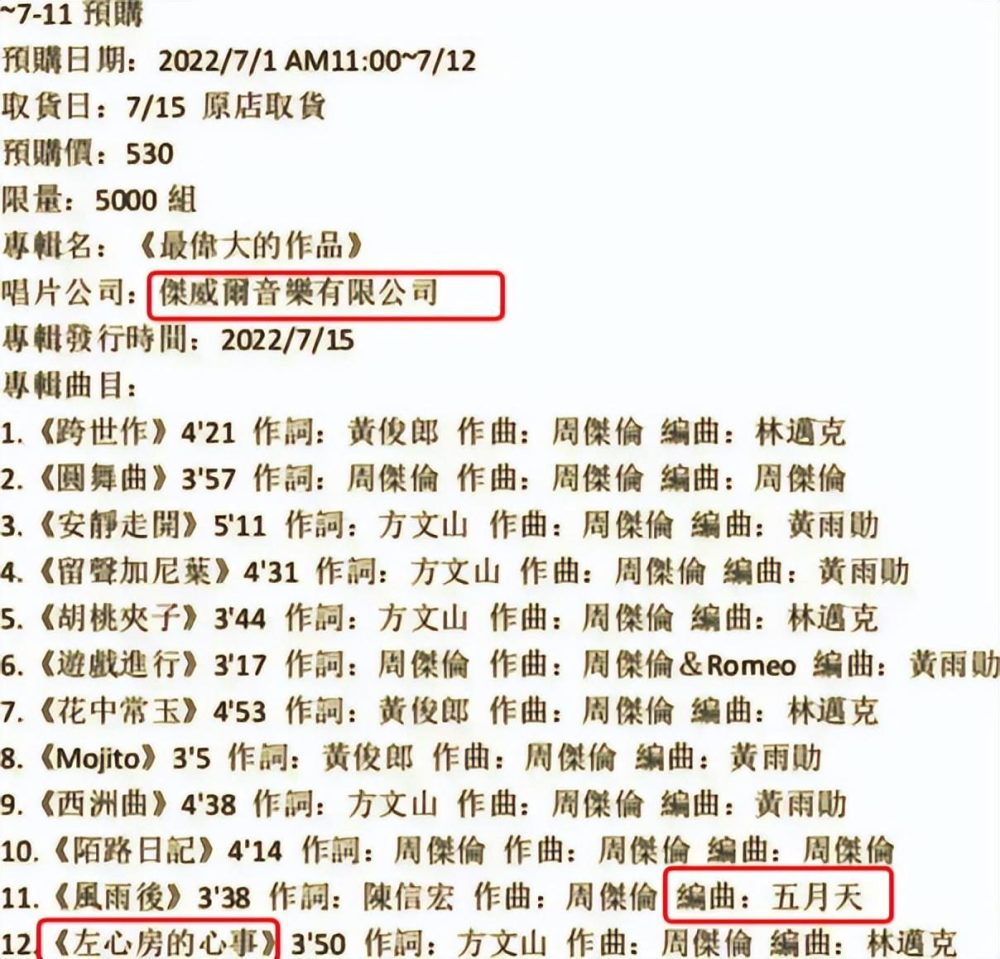 ~7-11 預購
預購日期：2022/7/1 AM11:00~7/12
取貨日：7/15 原店取貨
預購價：530
限量：5000 組
專輯名：《最偉大的作品》
唱片公司：傑威爾音樂有限公司
專輯發行時間：2022/7/15
專輯曲目：
1.《跨世作》4'21 作詞：黃俊郎 作曲：周傑倫 編曲：林邁克
2.《圓舞曲》3'57 作詞：周傑倫 作曲：周傑倫 編曲：周傑倫
3.《安靜走開》5'11 作詞：方文山 作曲：周傑倫 編曲：黃雨勛
4.《留聲加尼葉》4'31 作詞：方文山 作曲：周傑倫 編曲：黃雨勛
5.《胡桃夾子》3'44 作詞：方文山 作曲：周傑倫 編曲：林邁克
6.《遊戲進行》3'17 作詞：周傑倫 作曲：周傑倫＆Romeo 編曲：黃雨勛
7.《花中常玉》4'53 作詞：黃俊郎 作曲：周傑倫 編曲：林邁克
8.《Mojito》3'5 作詞：黃俊郎 作曲：周傑倫 編曲：黃雨勛
9.《西洲曲》4'38 作詞：方文山 作曲：周傑倫 編曲：黃雨勛
10.《陌路日記》4'14 作詞：周傑倫 作曲：周傑倫 編曲：周傑倫
11.《風雨後》3'38 作詞：陳信宏 作曲：周傑倫 編曲：五月天
12.《左心房的心事》3'50 作詞：方文山 作曲：周傑倫 編曲：林邁克